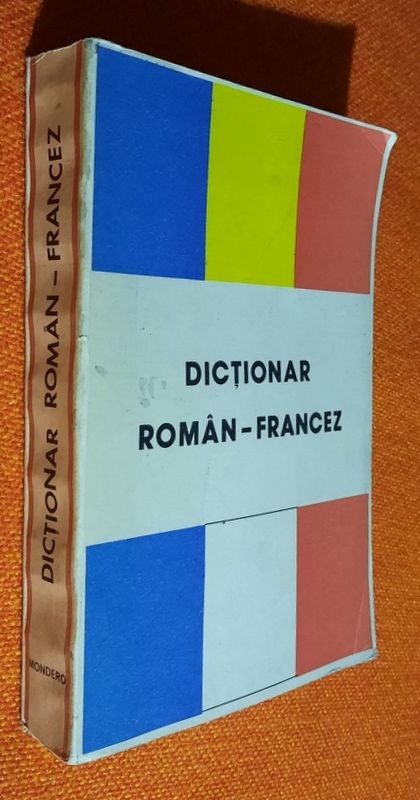 DICȚIONAR ROMÂN – FRANCEZ
MONDERO
DICȚIONAR
ROMÂN–FRANCEZ